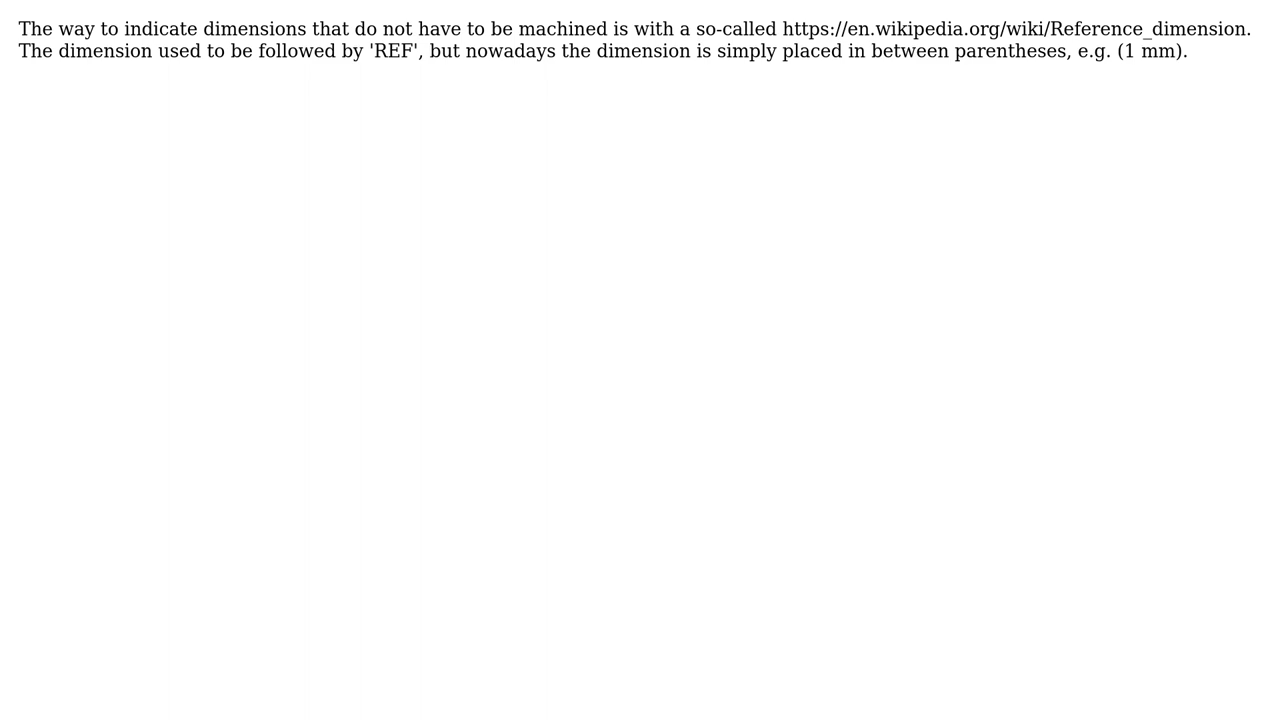 The way to indicate dimensions that do not have to be machined is with a so-called https://en.wikipedia.org/wiki/Reference_dimension.
The dimension used to be followed by 'REF', but nowadays the dimension is simply placed in between parentheses, e.g. (1 mm).